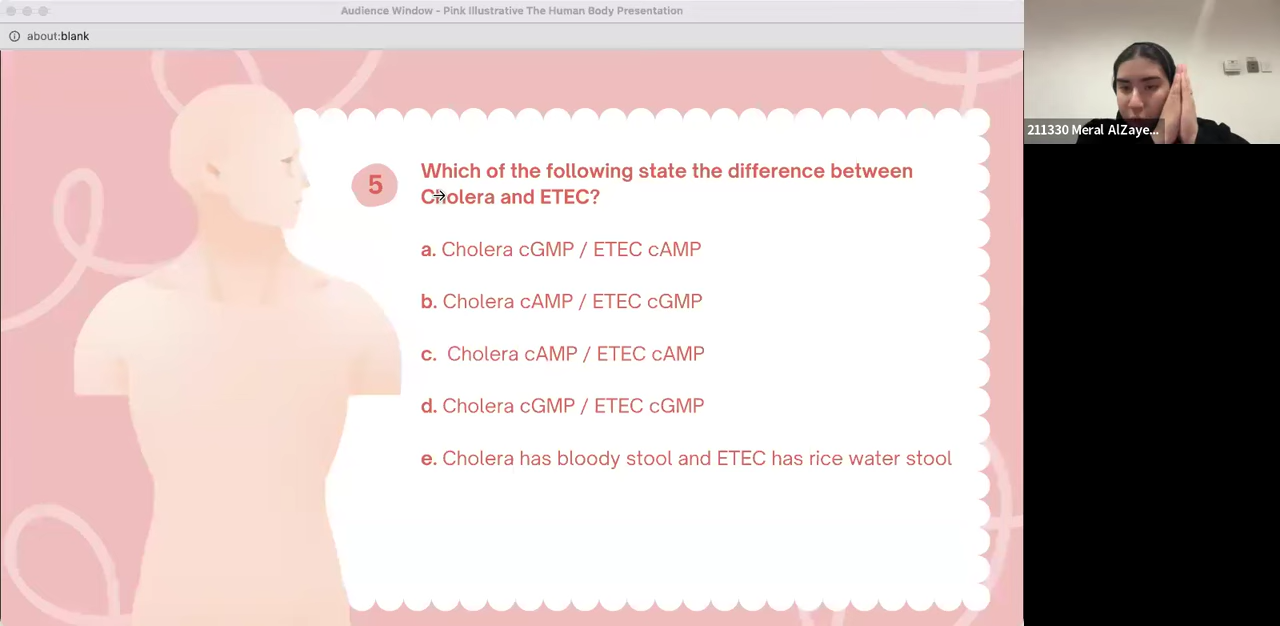 Audience Window - Pink Illustrative The Human Body Presentation
about:blank
211330 Meral AlZaye...
5
Which of the following state the difference between
Cholera and ETEC?
a. Cholera cGMP / ETEC cAMP
b. Cholera cAMP / ETEC cGMP
c. Cholera cAMP / ETEC cAMP
d. Cholera cGMP / ETEC cGMP
e. Cholera has bloody stool and ETEC has rice water stool